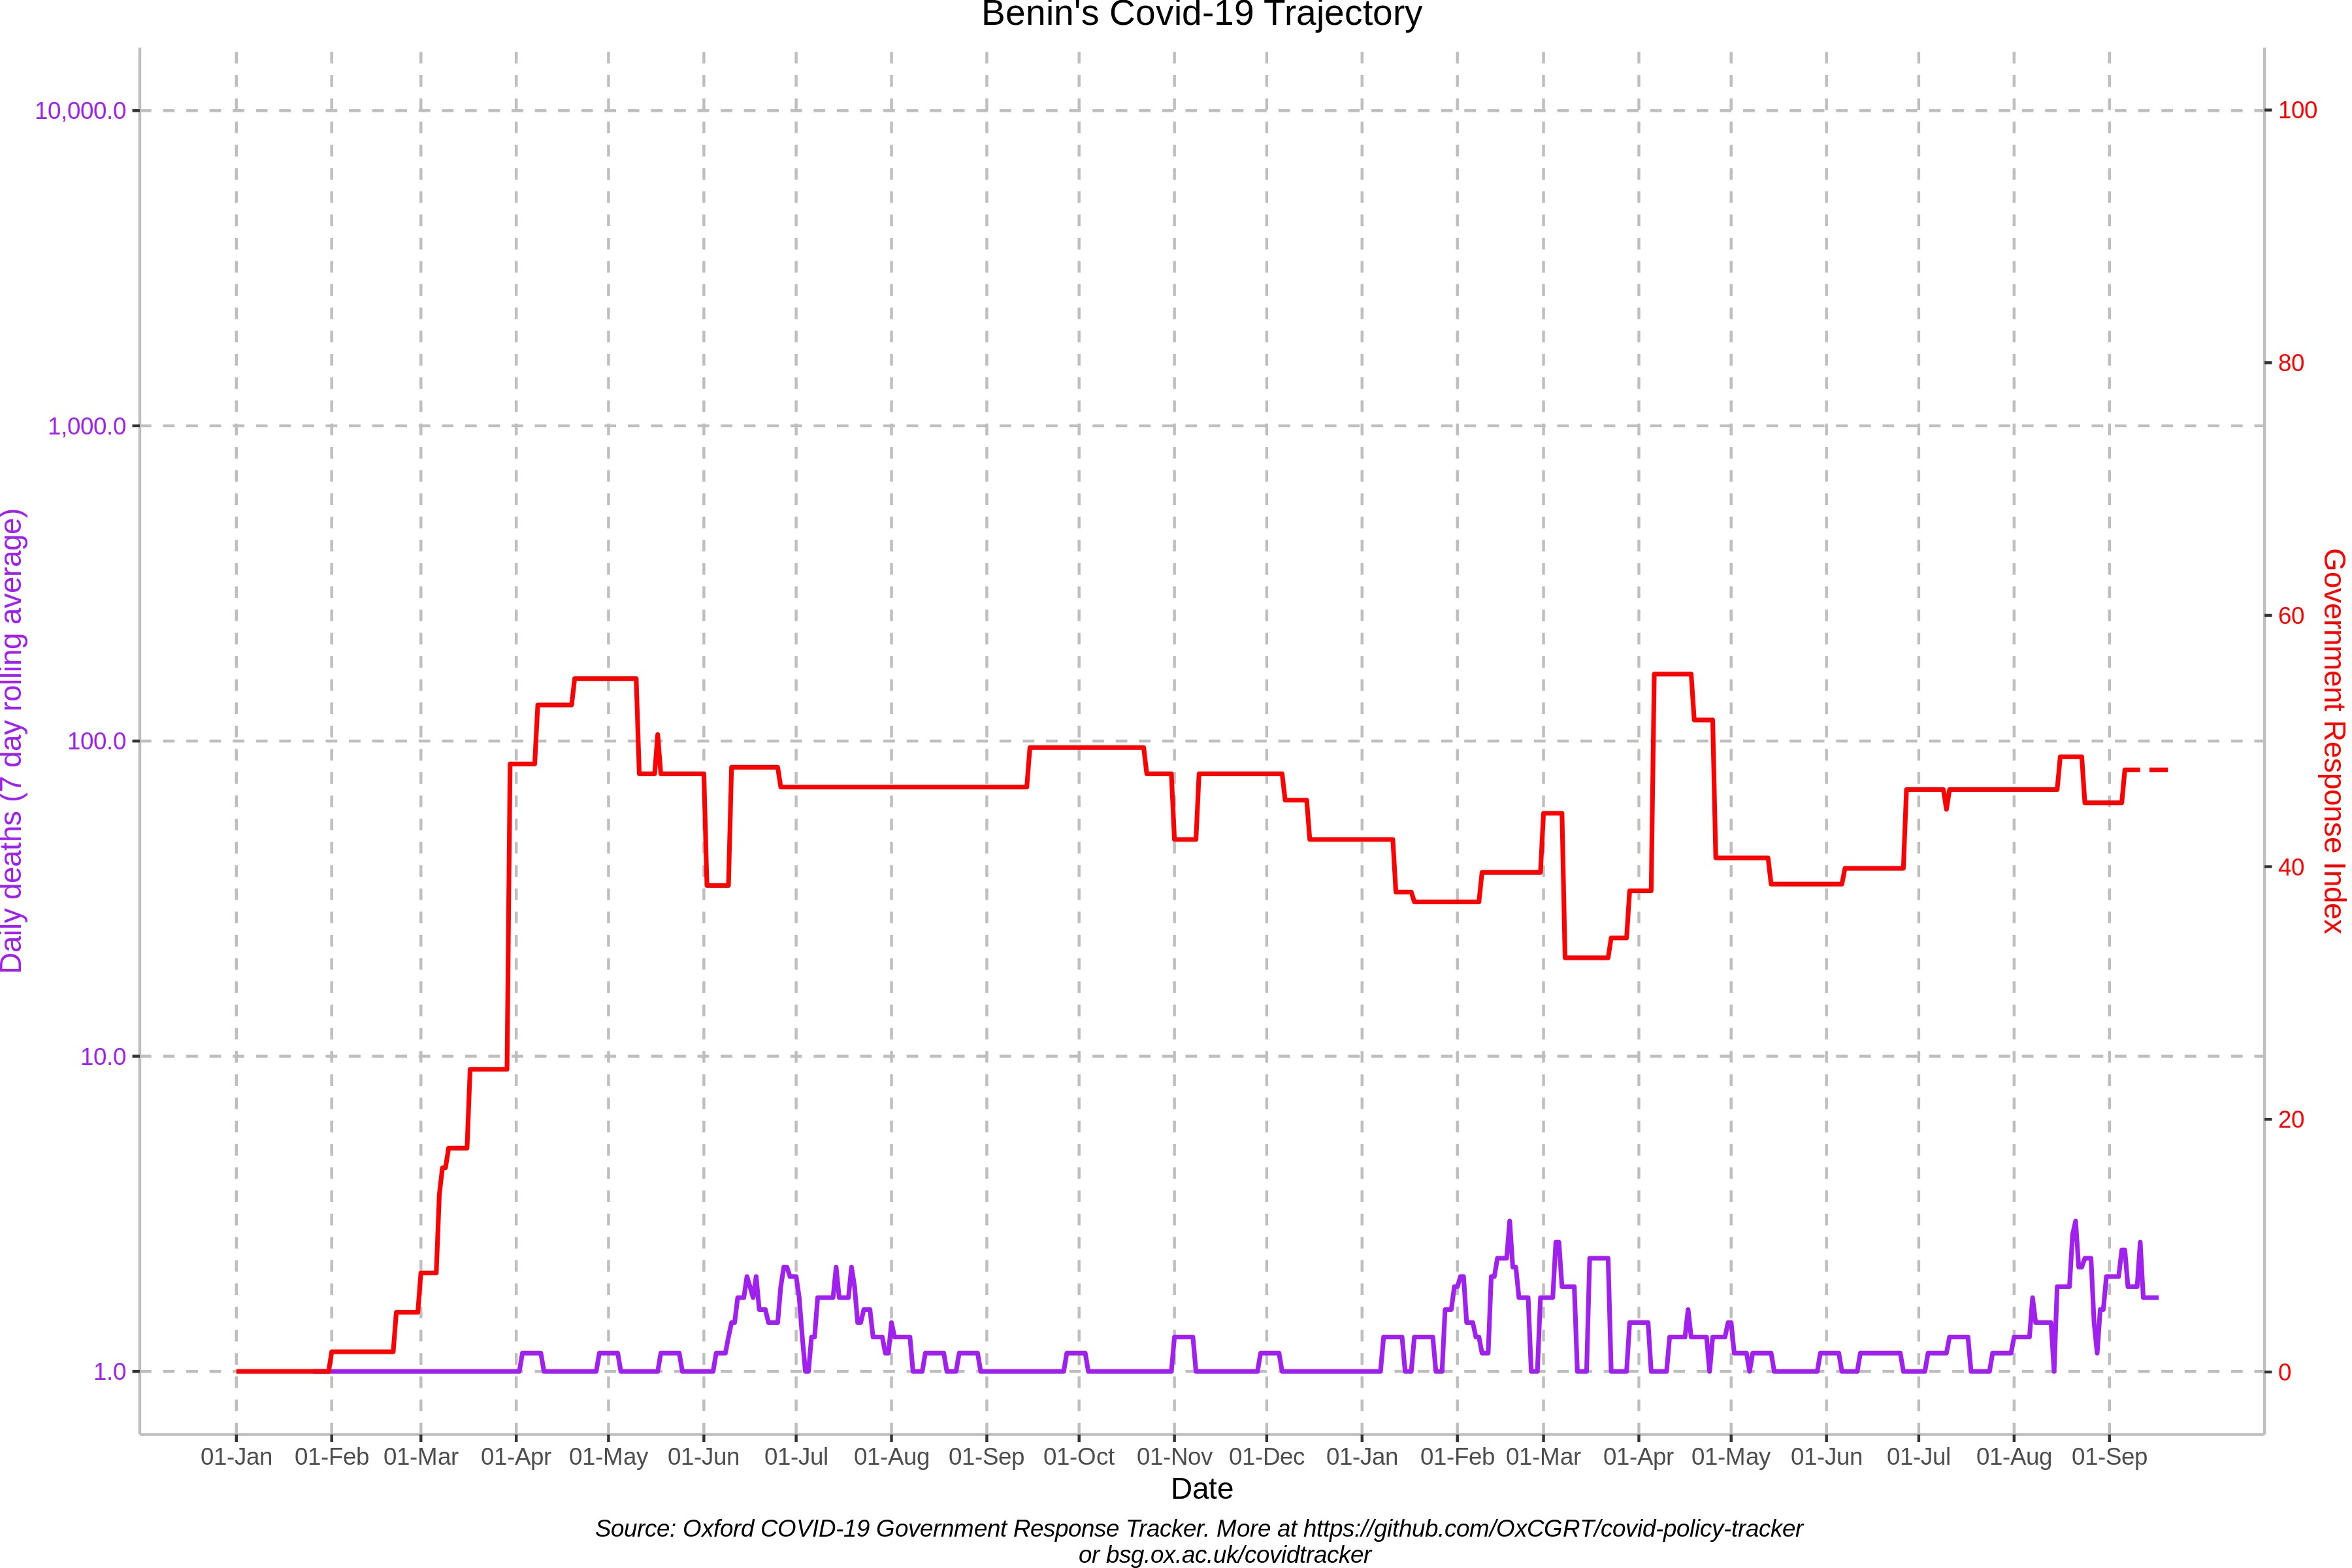 Benin's Covid-19 Trajectory
10,000.0
1,000.0
100.0
10.0
1.0
Daily deaths (7 day rolling average)
100
80
60
40
20
0
Government Response Index
01-Jan 01-Feb 01-Mar 01-Apr 01-May 01-Jun 01-Jul 01-Aug 01-Sep 01-Oct 01-Nov 01-Dec 01-Jan 01-Feb 01-Mar 01-Apr 01-May 01-Jun 01-Jul 01-Aug 01-Sep
Date
Source: Oxford COVID-19 Government Response Tracker. More at https://github.com/OxCGRT/covid-policy-tracker
or bsg.ox.ac.uk/covidtracker